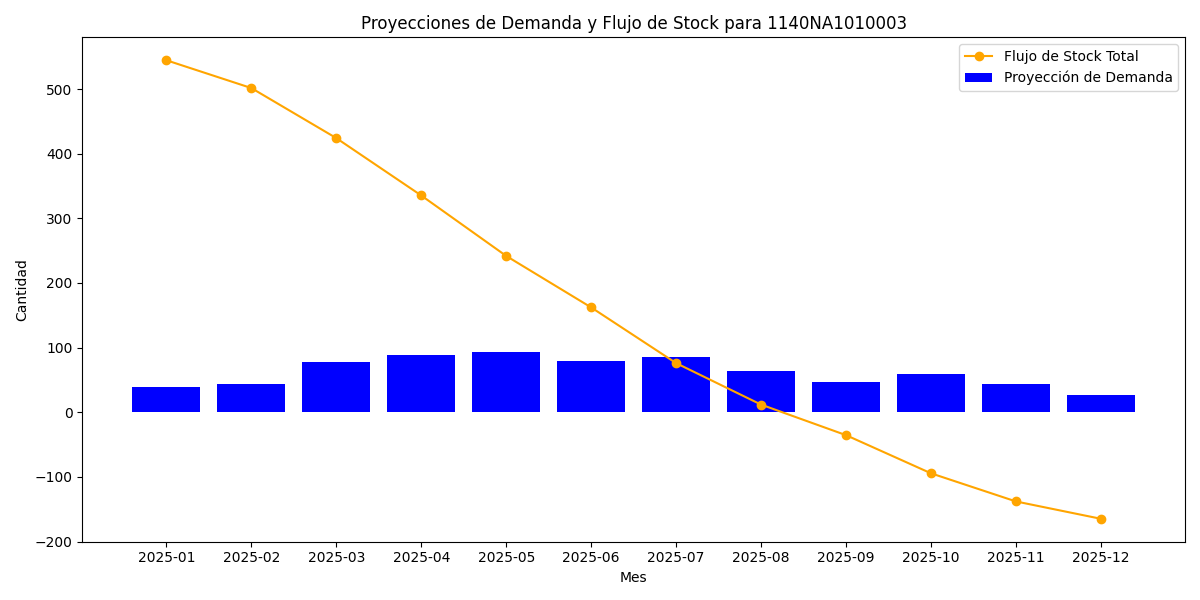 Proyecciones de Demanda y Flujo de Stock para 1140NA1010003
Flujo de Stock Total
Proyección de Demanda
Cantidad
500
400
300
200
100
0
−100
−200
2025-01 2025-02 2025-03 2025-04 2025-05 2025-06 2025-07 2025-08 2025-09 2025-10 2025-11 2025-12
Mes